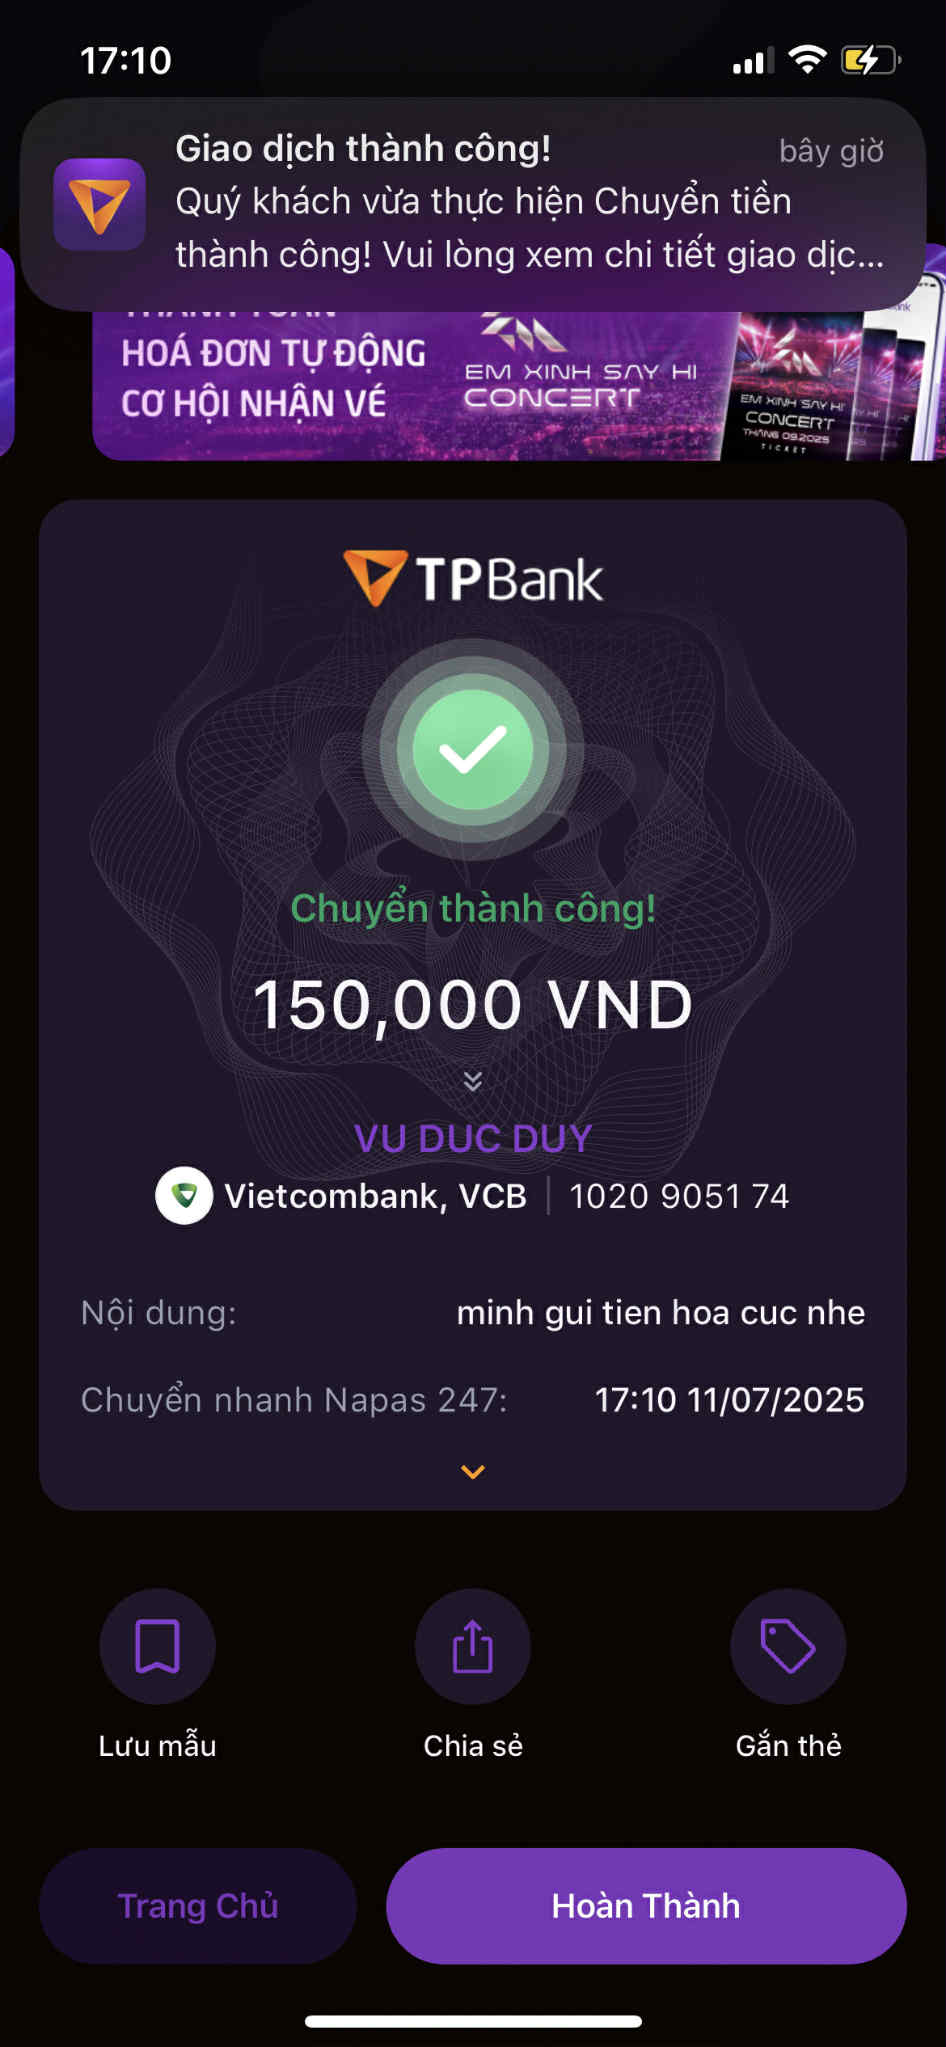 17:10
Giao dịch thành công!
bây giờ
Quý khách vừa thực hiện Chuyển tiền
thành công! Vui lòng xem chi tiết giao dịc...
HOÁ ĐƠN TỰ ĐỘNG
CƠ HỘI NHẬN VÉ
EM XINH SAY HI
CONCERT
EM XINH SAY HI
CONCERT
THÁNG 09.2025
TICKET
TPBank
Chuyển thành công!
150,000 VND
VU DUC DUY
Vietcombank, VCB | 1020 9051 74
Nội dung: minh gui tien hoa cuc nhe
Chuyển nhanh Napas 247: 17:10 11/07/2025
Lưu mẫu
Chia sẻ
Gắn thẻ
Trang Chủ
Hoàn Thành